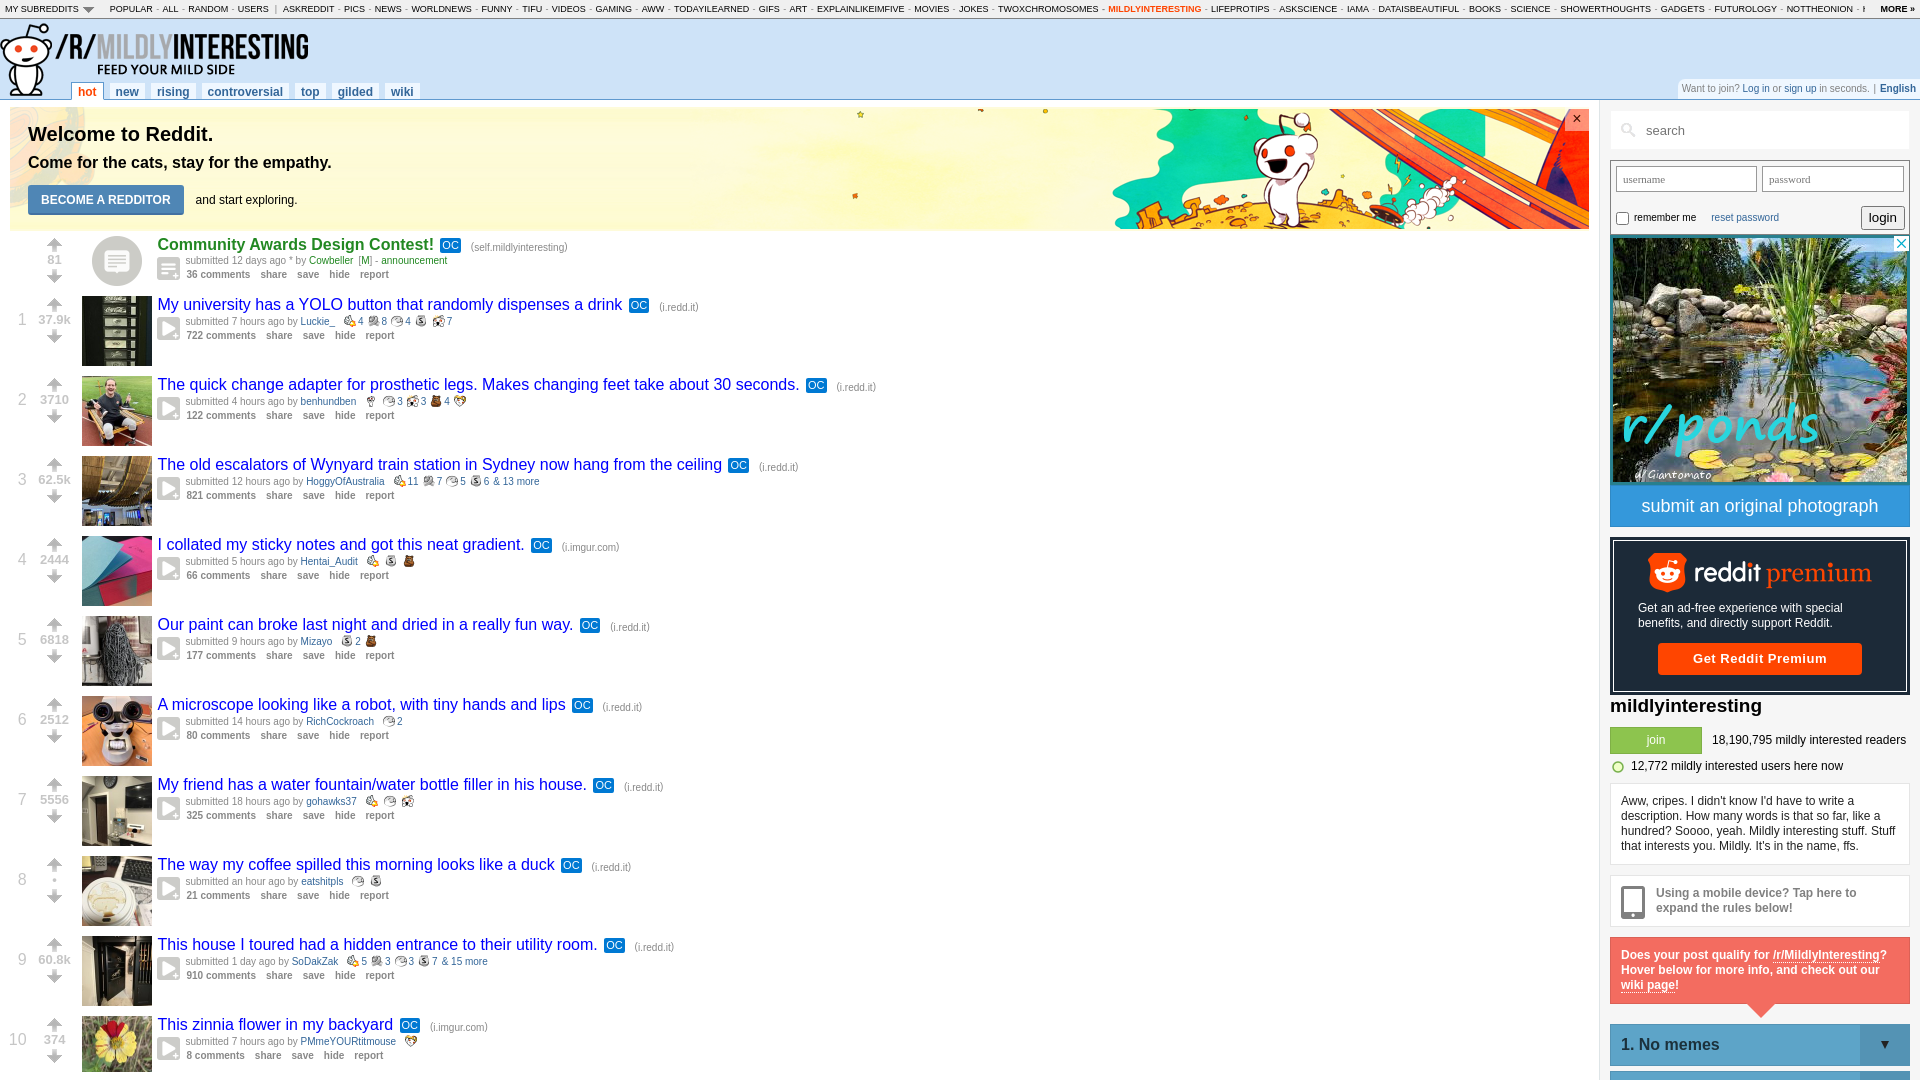 MY SUBREDDITS POPULAR - ALL - RANDOM - USERS | ASKREDDIT - PICS - NEWS - WORLDNEWS - FUNNY - TIFU - VIDEOS - GAMING - AWW - TODAYILEARNED - GIFS - ART - EXPLAINLIKEIMFIVE - MOVIES - JOKES - TWOXCHROMOSOMES - MILDLYINTERESTING - LIFEPROTIPS - ASKSCIENCE - IAMA - DATAISBEAUTIFUL - BOOKS - SCIENCE - SHOWERTHOUGHTS - GADGETS - FUTUROLOGY - NOTTHEONION - MORE »
/R/MILDLYINTERESTING
FEED YOUR MILD SIDE
hot new rising controversial top gilded wiki
Want to join? Log in or sign up in seconds. | English
Welcome to Reddit.
Come for the cats, stay for the empathy.
BECOME A REDDITOR and start exploring.
×
81
Community Awards Design Contest! OC (self.mildlyinteresting)
submitted 12 days ago * by Cowbeller [M] - announcement
36 comments share save hide report
1 37.9k
My university has a YOLO button that randomly dispenses a drink OC (i.redd.it)
submitted 7 hours ago by Luckie_ 4 8 4 7
722 comments share save hide report
2 3710
The quick change adapter for prosthetic legs. Makes changing feet take about 30 seconds. OC (i.redd.it)
submitted 4 hours ago by benhundben 3 3 4
122 comments share save hide report
3 62.5k
The old escalators of Wynyard train station in Sydney now hang from the ceiling OC (i.redd.it)
submitted 12 hours ago by HoggyOfAustralia 11 7 5 6 & 13 more
821 comments share save hide report
4 2444
I collated my sticky notes and got this neat gradient. OC (i.imgur.com)
submitted 5 hours ago by Hentai_Audit
66 comments share save hide report
5 6818
Our paint can broke last night and dried in a really fun way. OC (i.redd.it)
submitted 9 hours ago by Mizayo 2
177 comments share save hide report
6 2512
A microscope looking like a robot, with tiny hands and lips OC (i.redd.it)
submitted 14 hours ago by RichCockroach 2
80 comments share save hide report
7 5556
My friend has a water fountain/water bottle filler in his house. OC (i.redd.it)
submitted 18 hours ago by gohawks37
325 comments share save hide report
8 •
The way my coffee spilled this morning looks like a duck OC (i.redd.it)
submitted an hour ago by eatshitpls
21 comments share save hide report
9 60.8k
This house I toured had a hidden entrance to their utility room. OC (i.redd.it)
submitted 1 day ago by SoDakZak 5 3 3 7 & 15 more
910 comments share save hide report
10 374
This zinnia flower in my backyard OC (i.imgur.com)
submitted 7 hours ago by PMmeYOURtitmouse
8 comments share save hide report
search
username password
remember me reset password login
r/ponds
u/Giantomato
submit an original photograph
reddit premium
Get an ad-free experience with special
benefits, and directly support Reddit.
Get Reddit Premium
mildlyinteresting
join 18,190,795 mildly interested readers
12,772 mildly interested users here now
Aww, cripes. I didn't know I'd have to write a
description. How many words is that so far, like a
hundred? Soooo, yeah. Mildly interesting stuff. Stuff
that interests you. Mildly. It's in the name, ffs.
Using a mobile device? Tap here to
expand the rules below!
Does your post qualify for /r/MildlyInteresting?
Hover below for more info, and check out our
wiki page!
1. No memes ▼